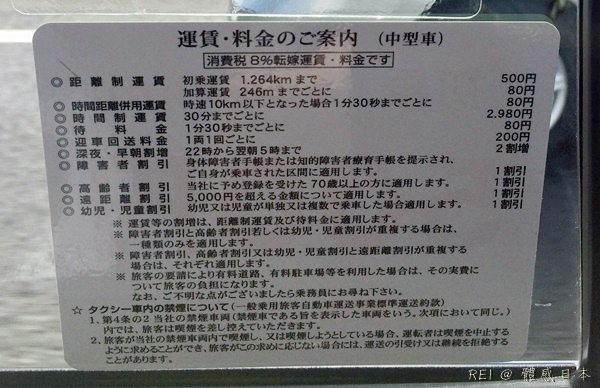 運賃・料金のご案内 （中型車）
消費税 8%転嫁運賃・料金です
◎ 距離制運賃 初乗運賃 1.264kmまで 500円
加算運賃 246mまでごとに 80円
◎ 時間距離併用運賃 時速10km以下となった場合1分30秒までごとに 80円
◎ 時間制運賃 30分までごとに 2.980円
◎ 待料金 1分30秒までごとに 80円
◎ 迎車回送料金 1両1回ごとに 200円
◎ 深夜・早朝割増 22時から翌朝5時まで 2割増
◎ 障害者割引 身体障害者手帳または知的障害者療育手帳を提示され、
ご自身が乗車された区間に適用します。 1割引
◎ 高齢者割引 当社に予め登録を受けた70歳以上の方に適用します。 1割引
◎ 遠距離割引 5,000円を超える金額について適用します。 1割引
◎ 幼児・児童割引 幼児又は児童が単独又は複数で乗車した場合適用します。 1割引
※ 運賃等の割増は、距離制運賃及び待料金に適用します。
※ 障害者割引と高齢者割引若しくは幼児・児童割引が重複する場合は、
一種類のみを適用します。
※ 障害者割引、高齢者割引又は幼児・児童割引と遠距離割引が重複する
場合は、それぞれ適用します。
※ 旅客の要請により有料道路、有料駐車場等を利用した場合は、その実費に
ついて旅客の負担になります。
なお、ご不明な点がございましたら乗務員にお尋ね下さい。
☆ タクシー車内の禁煙について（一般乗用旅客自動車運送事業標準運送約款）
1、第4条の2 当社の禁煙車両（禁煙車である旨を表示した車両をいう。次項において同じ。）
内では、旅客は喫煙を差し控えていただきます。
2、旅客が当社の禁煙車両内で喫煙し、又は喫煙しようとしている場合、運転者は喫煙を中止する
ように求めることができ、旅客がこの求めに応じない場合には、運送の引受け又は継続を拒絶する
ことがあります。
REI @ 體感日本